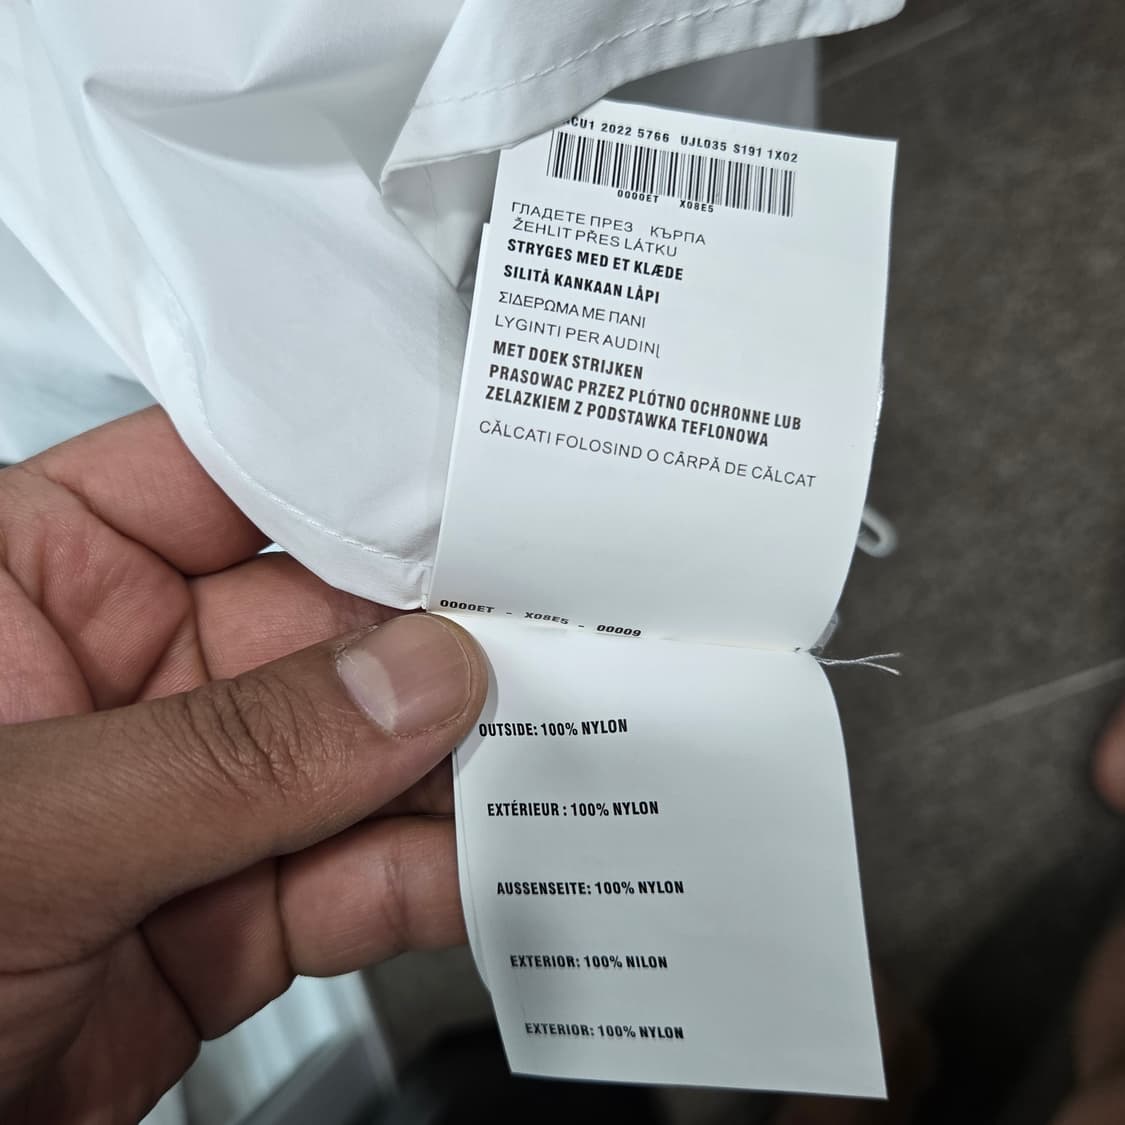 CU1 2022 5766 UJL035 S191 1X02
0000ET X08E5
ГЛАДЕТЕ ПРЕЗ КЪРПА
ŽEHLIT PŘES LÁTKU
STRYGES MED ET KLÆDE
SILITÀ KANKAAN LÅPI
ΣΙΔΕΡΩΜΑ ΜΕ ΠΑΝΙ
LYGINTI PER AUDINĮ
MET DOEK STRIJKEN
PRASOWAC PRZEZ PLÓTNO OCHRONNE LUB
ZELAZKIEM Z PODSTAWKA TEFLONOWA
CĂLCATI FOLOSIND O CÂRPĂ DE CĂLCAT
0000ET - X08E5 - 00009
OUTSIDE: 100% NYLON
EXTÉRIEUR : 100% NYLON
AUSSENSEITE: 100% NYLON
EXTERIOR: 100% NILON
EXTERIOR: 100% NYLON